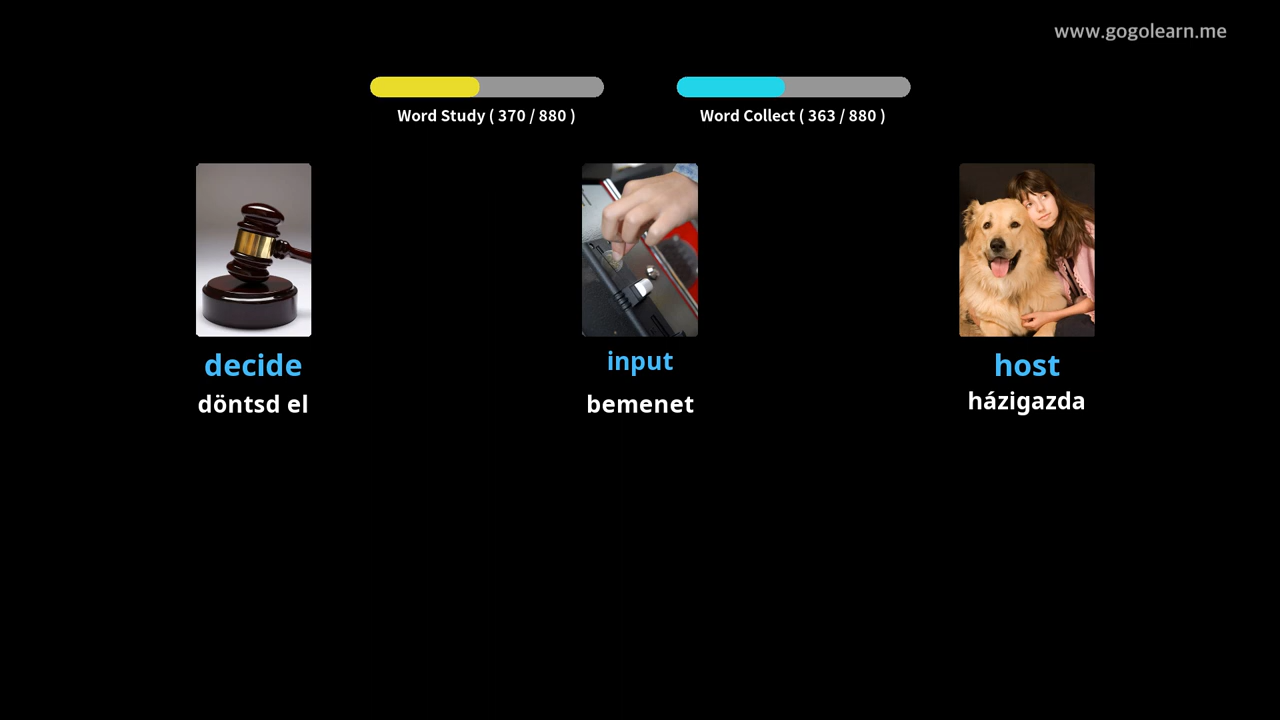 www.gogolearn.me
Word Study ( 370 / 880 )
Word Collect ( 363 / 880 )
decide
döntsd el
input
bemenet
host
házigazda